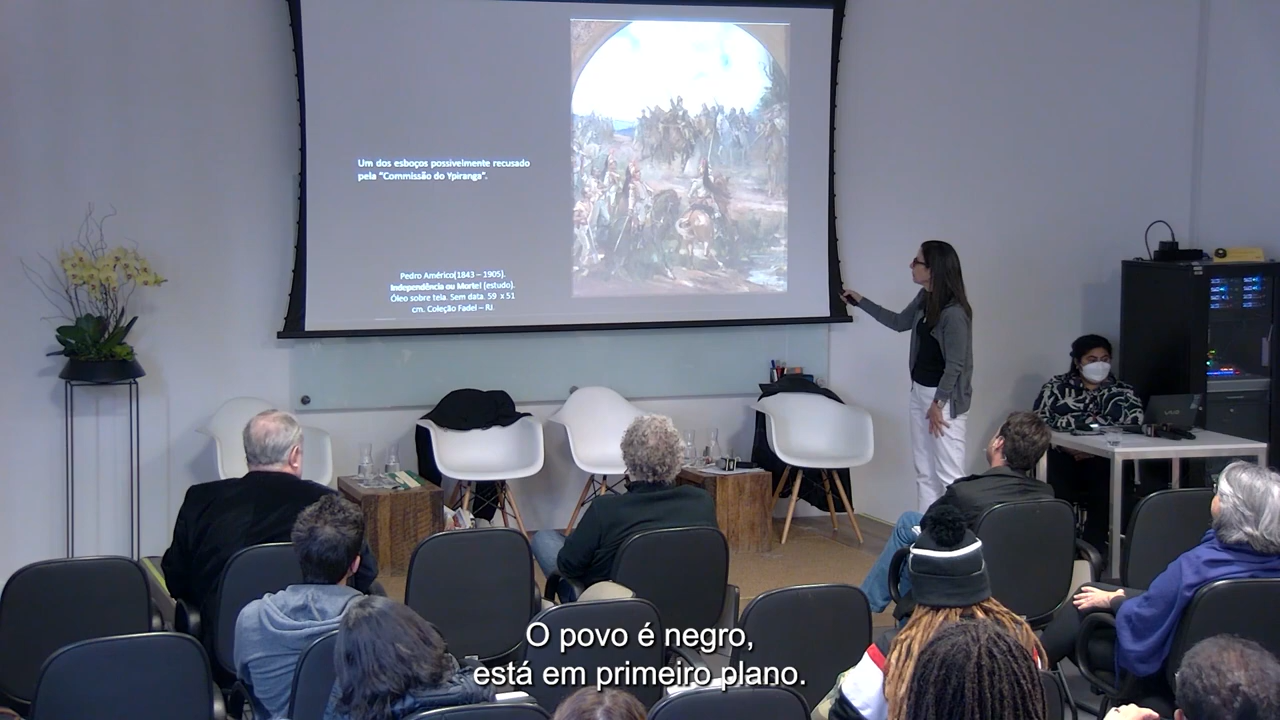 Um dos esboços possivelmente recusado
pela "Commissão do Ypiranga".
Pedro Américo(1843 – 1905).
Independência ou Morte! (estudo).
Óleo sobre tela. Sem data. 59 x 51
cm. Coleção Fadel – RJ.
VAIO
O povo é negro,
está em primeiro plano.